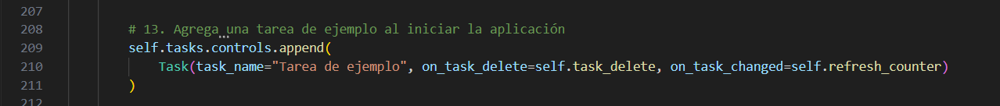 207
208 # 13. Agrega una tarea de ejemplo al iniciar la aplicación
209 self.tasks.controls.append(
210 Task(task_name="Tarea de ejemplo", on_task_delete=self.task_delete, on_task_changed=self.refresh_counter)
211 )
212